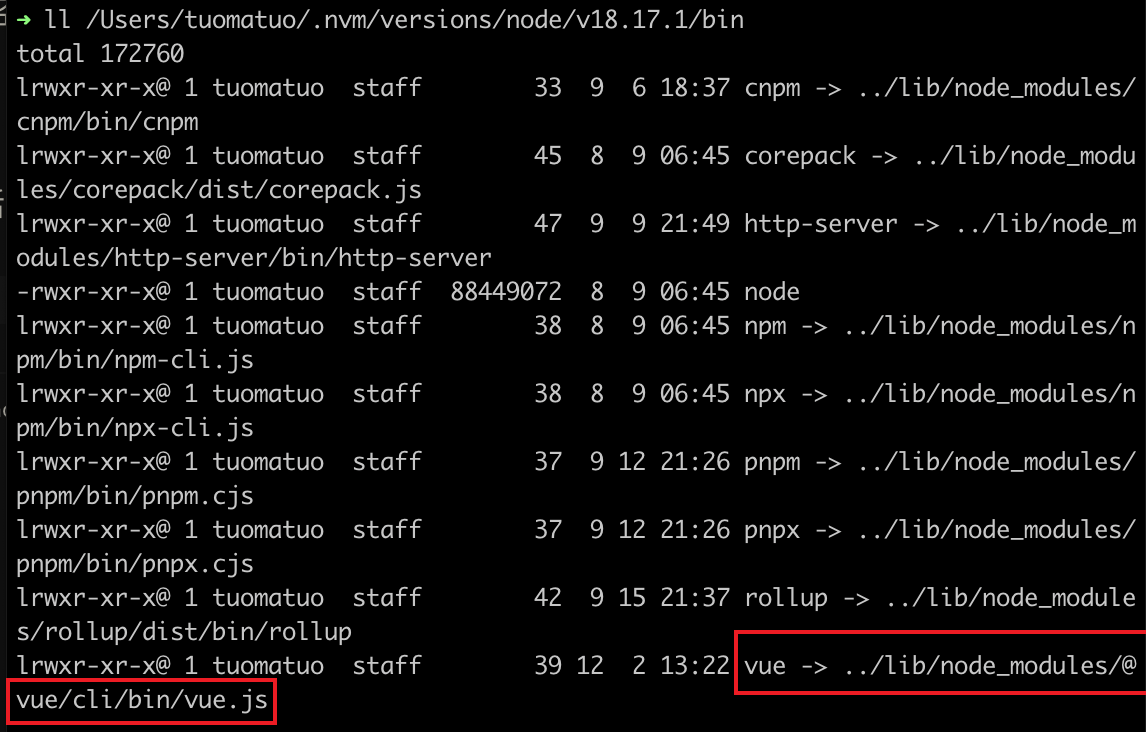 → ll /Users/tuomatuo/.nvm/versions/node/v18.17.1/bin
total 172760
lrwxr-xr-x@ 1 tuomatuo  staff        33  9  6 18:37 cnpm -> ../lib/node_modules/
cnpm/bin/cnpm
lrwxr-xr-x@ 1 tuomatuo  staff        45  8  9 06:45 corepack -> ../lib/node_modu
les/corepack/dist/corepack.js
lrwxr-xr-x@ 1 tuomatuo  staff        47  9  9 21:49 http-server -> ../lib/node_m
odules/http-server/bin/http-server
-rwxr-xr-x@ 1 tuomatuo  staff  88449072  8  9 06:45 node
lrwxr-xr-x@ 1 tuomatuo  staff        38  8  9 06:45 npm -> ../lib/node_modules/n
pm/bin/npm-cli.js
lrwxr-xr-x@ 1 tuomatuo  staff        38  8  9 06:45 npx -> ../lib/node_modules/n
pm/bin/npx-cli.js
lrwxr-xr-x@ 1 tuomatuo  staff        37  9 12 21:26 pnpm -> ../lib/node_modules/
pnpm/bin/pnpm.cjs
lrwxr-xr-x@ 1 tuomatuo  staff        37  9 12 21:26 pnpx -> ../lib/node_modules/
pnpm/bin/pnpx.cjs
lrwxr-xr-x@ 1 tuomatuo  staff        42  9 15 21:37 rollup -> ../lib/node_module
s/rollup/dist/bin/rollup
lrwxr-xr-x@ 1 tuomatuo  staff        39 12  2 13:22 vue -> ../lib/node_modules/@
vue/cli/bin/vue.js